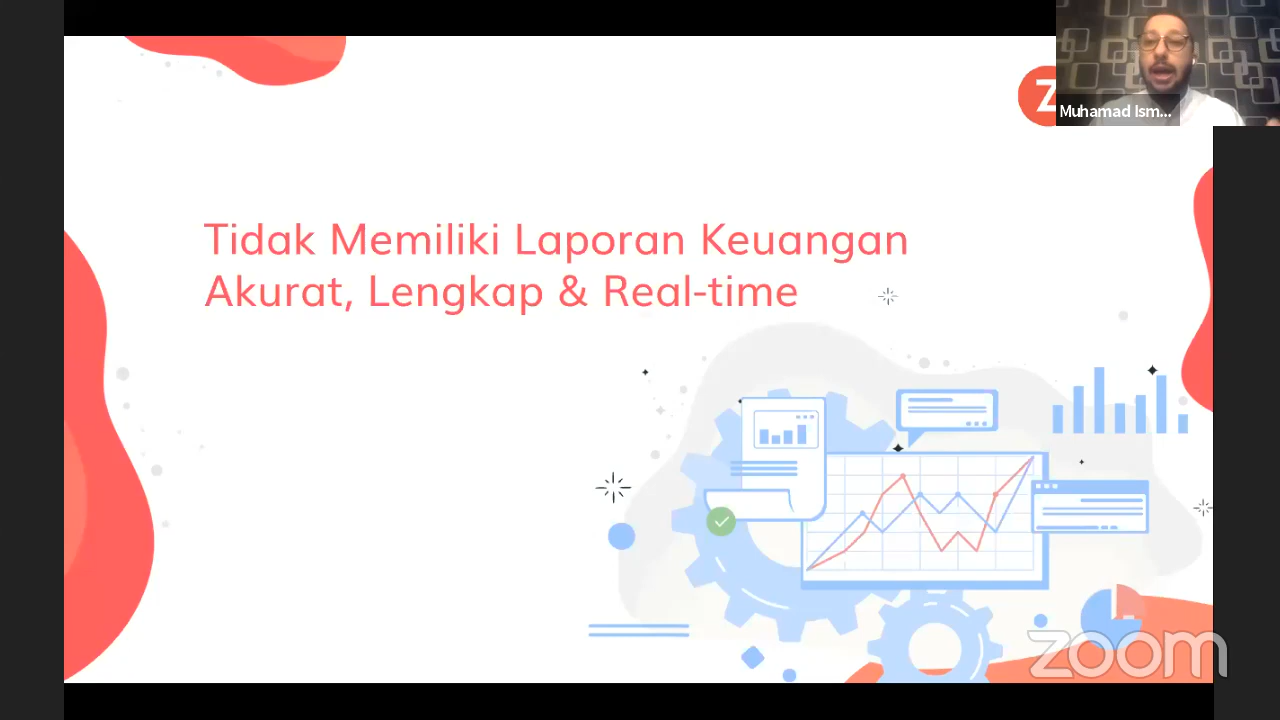 Z
Muhamad Ism...
Tidak Memiliki Laporan Keuangan
Akurat, Lengkap & Real-time
zoom